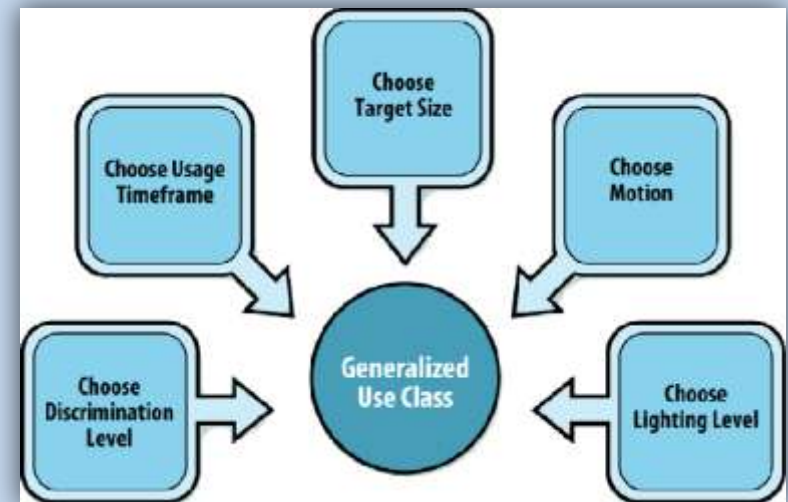 Choose
Target Size
Choose Usage
Timeframe
Choose
Motion
Choose
Discrimination
Level
Generalized
Use Class
Choose
Lighting Level